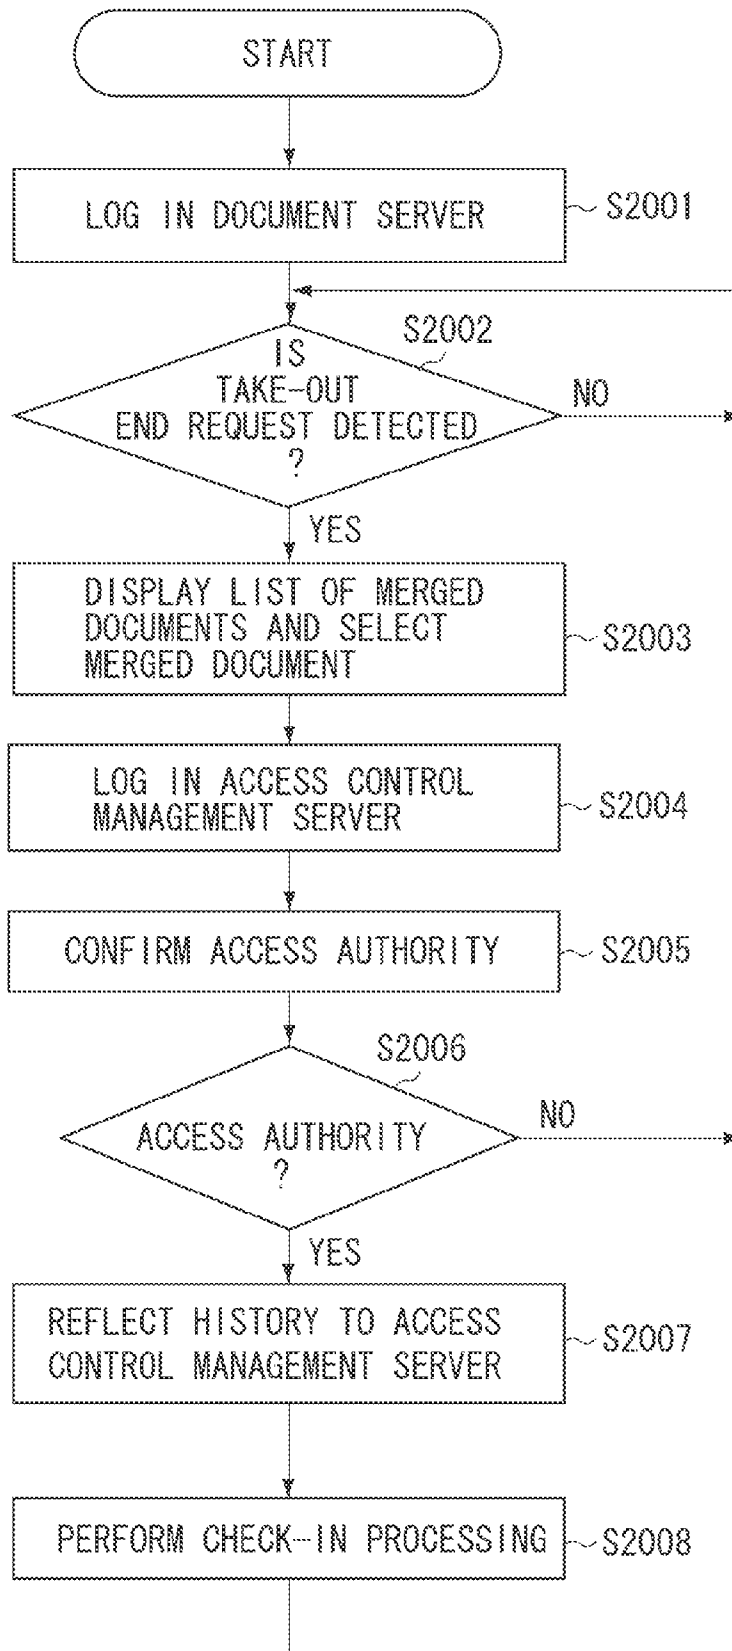 START
LOG IN DOCUMENT SERVER
S2001
S2002
IS
TAKE-OUT
END REQUEST DETECTED
?
NO
YES
DISPLAY LIST OF MERGED
DOCUMENTS AND SELECT
MERGED DOCUMENT
S2003
LOG IN ACCESS CONTROL
MANAGEMENT SERVER
S2004
CONFIRM ACCESS AUTHORITY
S2005
S2006
ACCESS AUTHORITY
?
NO
YES
REFLECT HISTORY TO ACCESS
CONTROL MANAGEMENT SERVER
S2007
PERFORM CHECK-IN PROCESSING
S2008